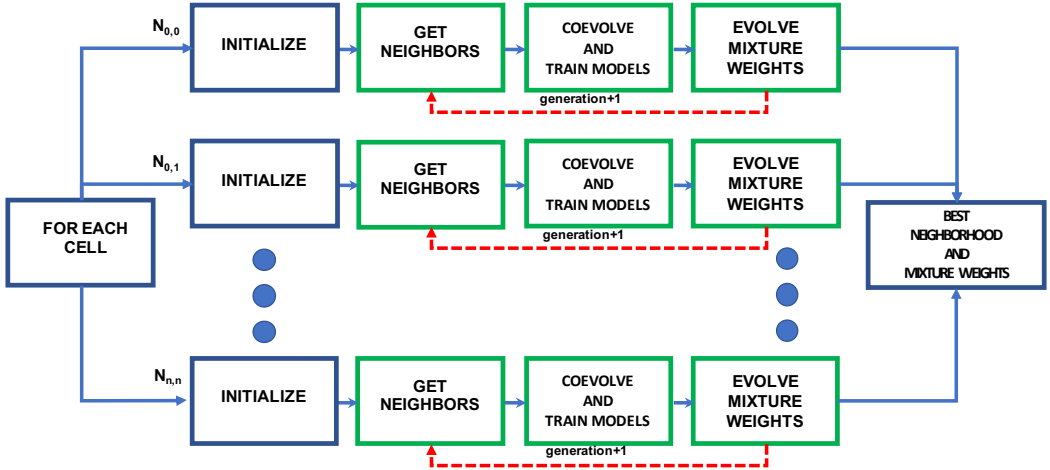 N0,0
INITIALIZE
GET
NEIGHBORS
COEVOLVE
AND
TRAIN MODELS
EVOLVE
MIXTURE
WEIGHTS
generation+1
N0,1
INITIALIZE
GET
NEIGHBORS
COEVOLVE
AND
TRAIN MODELS
EVOLVE
MIXTURE
WEIGHTS
generation+1
FOR EACH
CELL
BEST
NEIGHBORHOOD
AND
MIXTURE WEIGHTS
Nn,n
INITIALIZE
GET
NEIGHBORS
COEVOLVE
AND
TRAIN MODELS
EVOLVE
MIXTURE
WEIGHTS
generation+1